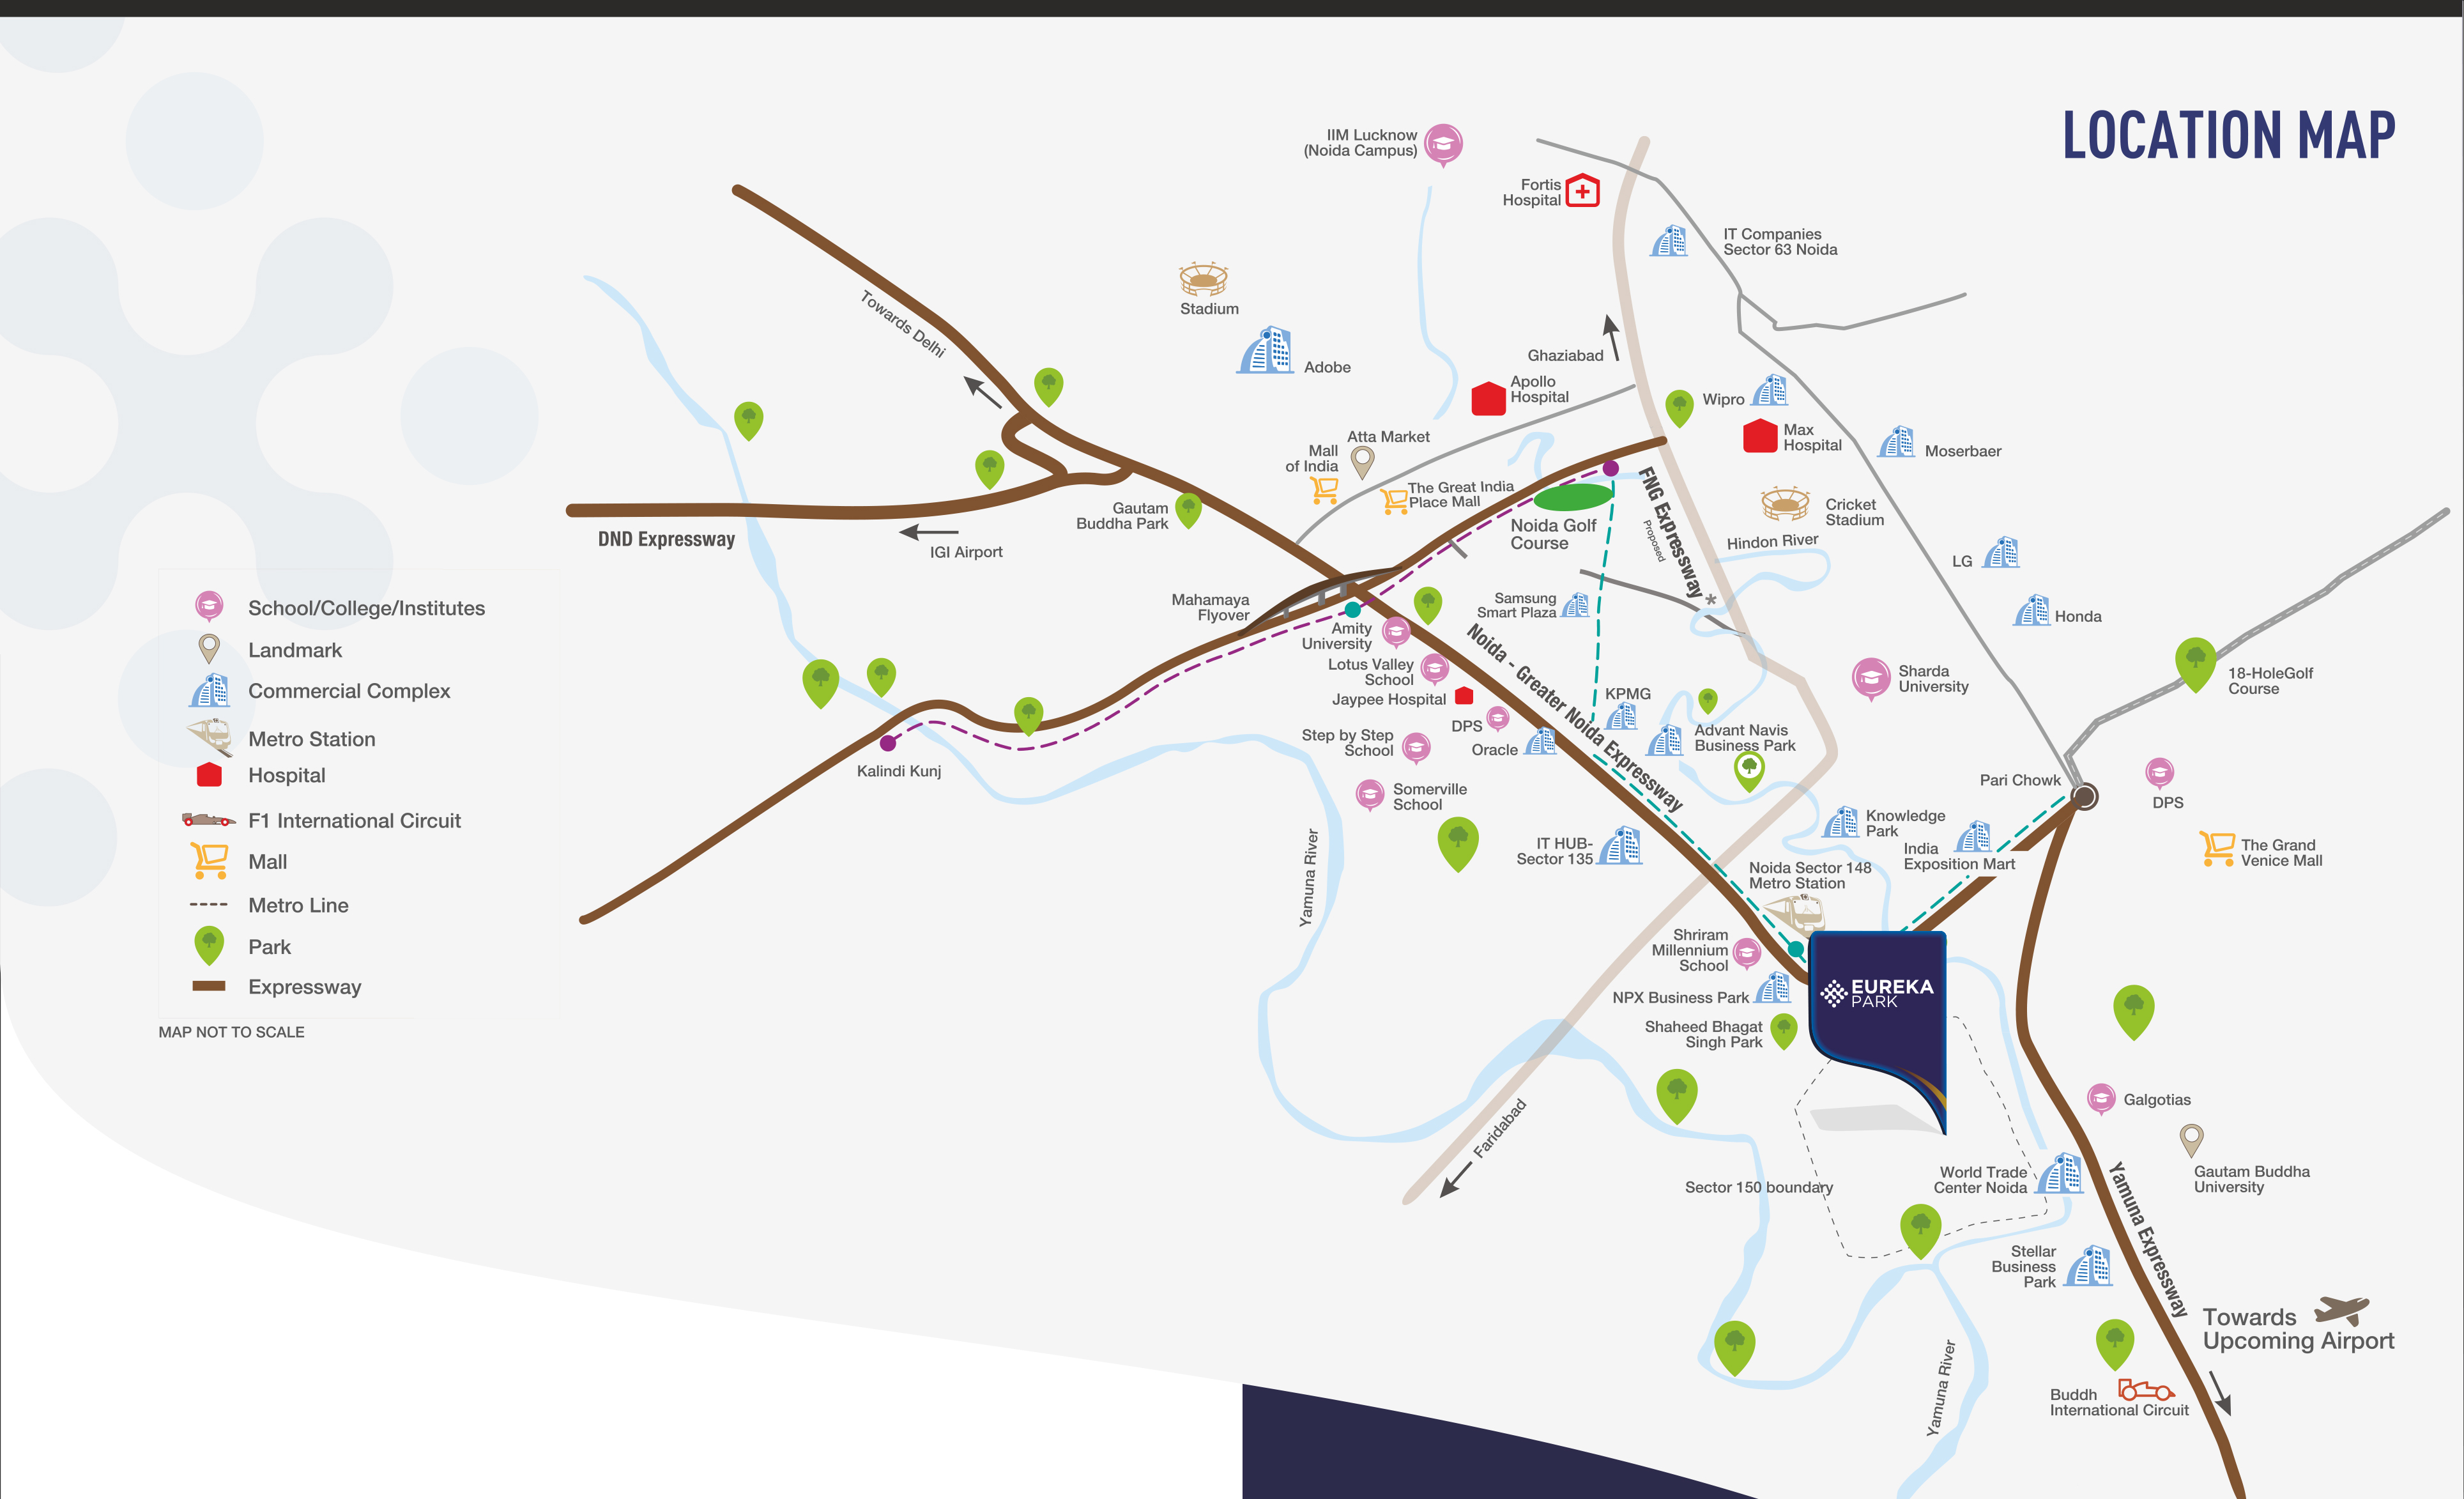 LOCATION MAP
IIM Lucknow
(Noida Campus)
Fortis
Hospital
IT Companies
Sector 63 Noida
Stadium
Towards Delhi
Adobe
Ghaziabad
Apollo
Hospital
Wipro
Max
Hospital
Moserbaer
Atta Market
Mall
of India
The Great India
Place Mall
Gautam
Buddha Park
Noida Golf
Course
FNG Expressway
Proposed
Cricket
Stadium
Hindon River
DND Expressway
IGI Airport
LG
Honda
Mahamaya
Flyover
Samsung
Smart Plaza
*
Amity
University
Lotus Valley
School
Jaypee Hospital
Noida - Greater Noida Expressway
KPMG
Sharda
University
18-HoleGolf
Course
DPS
Step by Step
School
Oracle
Advant Navis
Business Park
Kalindi Kunj
Pari Chowk
DPS
Somerville
School
Yamuna River
IT HUB-
Sector 135
Knowledge
Park
India
Exposition Mart
The Grand
Venice Mall
Noida Sector 148
Metro Station
Shriram
Millennium
School
NPX Business Park
EUREKA
PARK
Shaheed Bhagat
Singh Park
Faridabad
Galgotias
Sector 150 boundary
World Trade
Center Noida
Gautam Buddha
University
Yamuna Expressway
Stellar
Business
Park
Towards
Upcoming Airport
Yamuna River
Buddh
International Circuit
School/College/Institutes
Landmark
Commercial Complex
Metro Station
Hospital
F1 International Circuit
Mall
Metro Line
Park
Expressway
MAP NOT TO SCALE